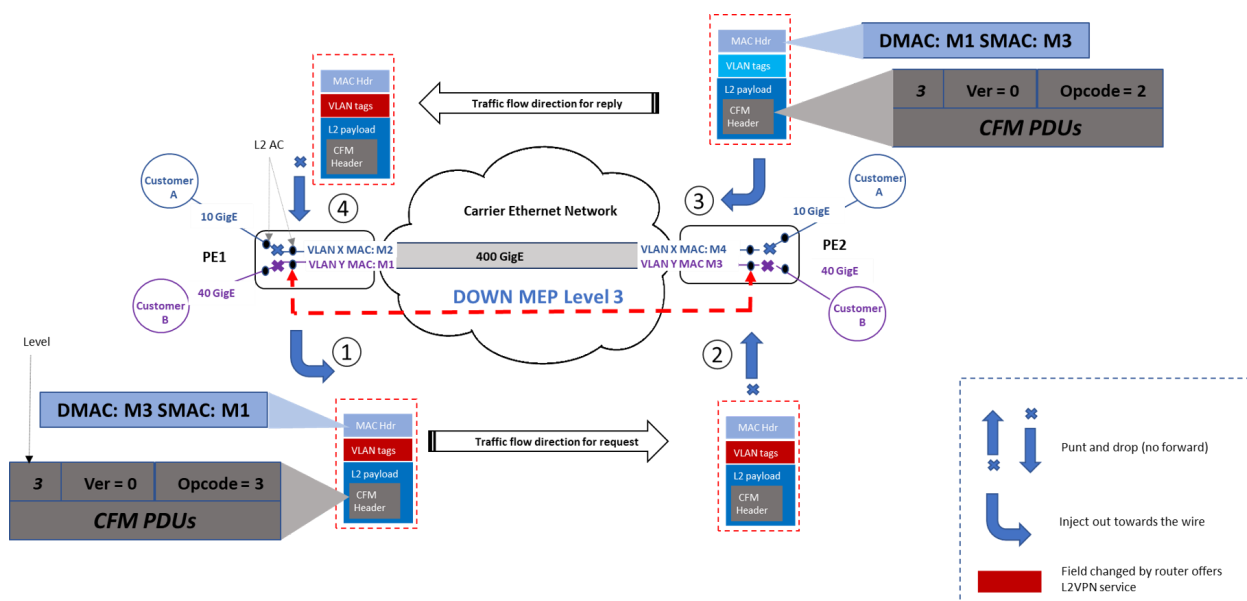 MAC Hdr
VLAN tags
L2 payload
CFM
Header
DMAC: M1 SMAC: M3
3 Ver = 0 Opcode = 2
CFM PDUs
MAC Hdr
VLAN tags
L2 payload
CFM
Header
Traffic flow direction for reply
L2 AC
Customer
A
10 GigE
4
3
Customer
A
10 GigE
Carrier Ethernet Network
PE1
VLAN X MAC: M2
VLAN Y MAC: M1
400 GigE
VLAN X MAC: M4
VLAN Y MAC M3
PE2
40 GigE
Customer
B
40 GigE
Customer
B
DOWN MEP Level 3
1
2
Level
DMAC: M3 SMAC: M1
3 Ver = 0 Opcode = 3
CFM PDUs
MAC Hdr
VLAN tags
L2 payload
CFM
Header
Traffic flow direction for request
MAC Hdr
VLAN tags
L2 payload
CFM
Header
Punt and drop (no forward)
Inject out towards the wire
Field changed by router offers
L2VPN service